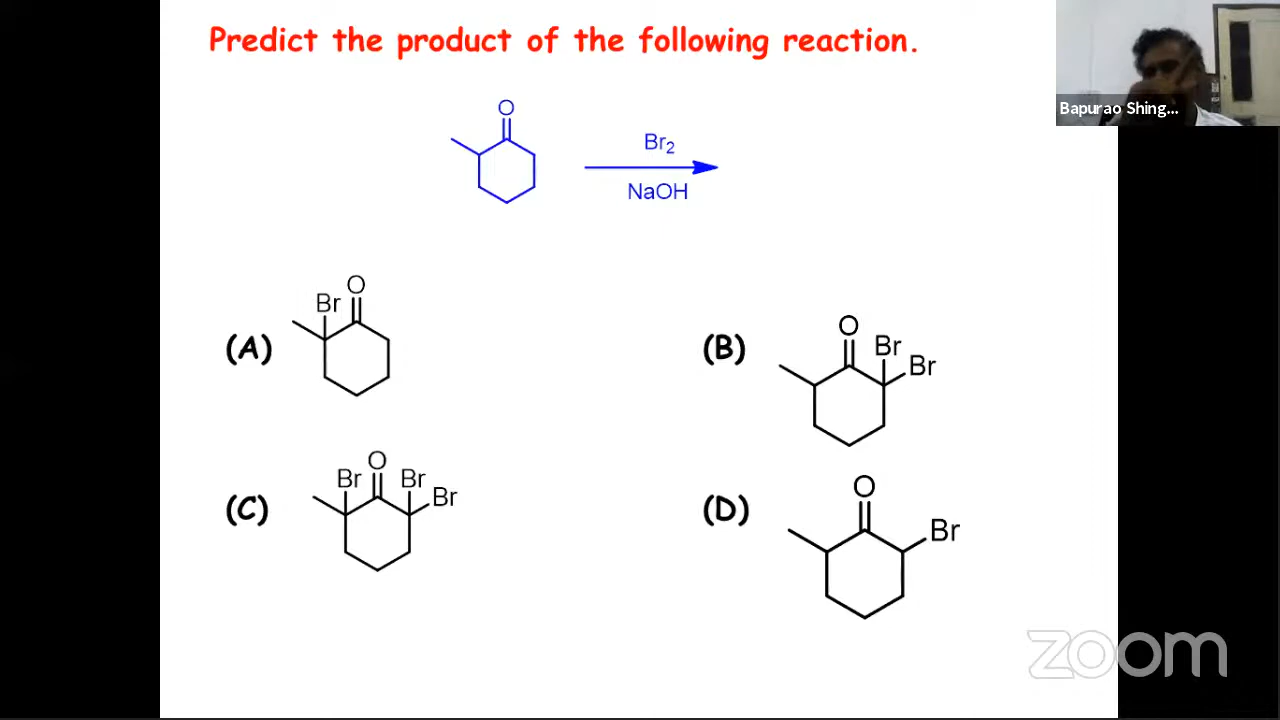 Predict the product of the following reaction.
Bapurao Shing...
O
Br2
NaOH
(A)
Br
O
(B)
O
Br
Br
(C)
Br
O
Br
Br
(D)
O
Br
zoom